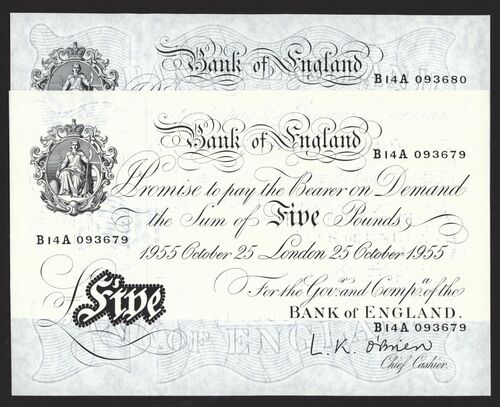 Bank of England
B14A 093680
Bank of England
B14A 093679
I Promise to pay the Bearer on Demand
the Sum of Five Pounds
B14A 093679
1955 October 25 London 25 October 1955
For the Govr. and Compa. of the
BANK of ENGLAND.
£Five
B14A 093679
L. K. O'BRIEN
Chief Cashier.
OF ENGLA